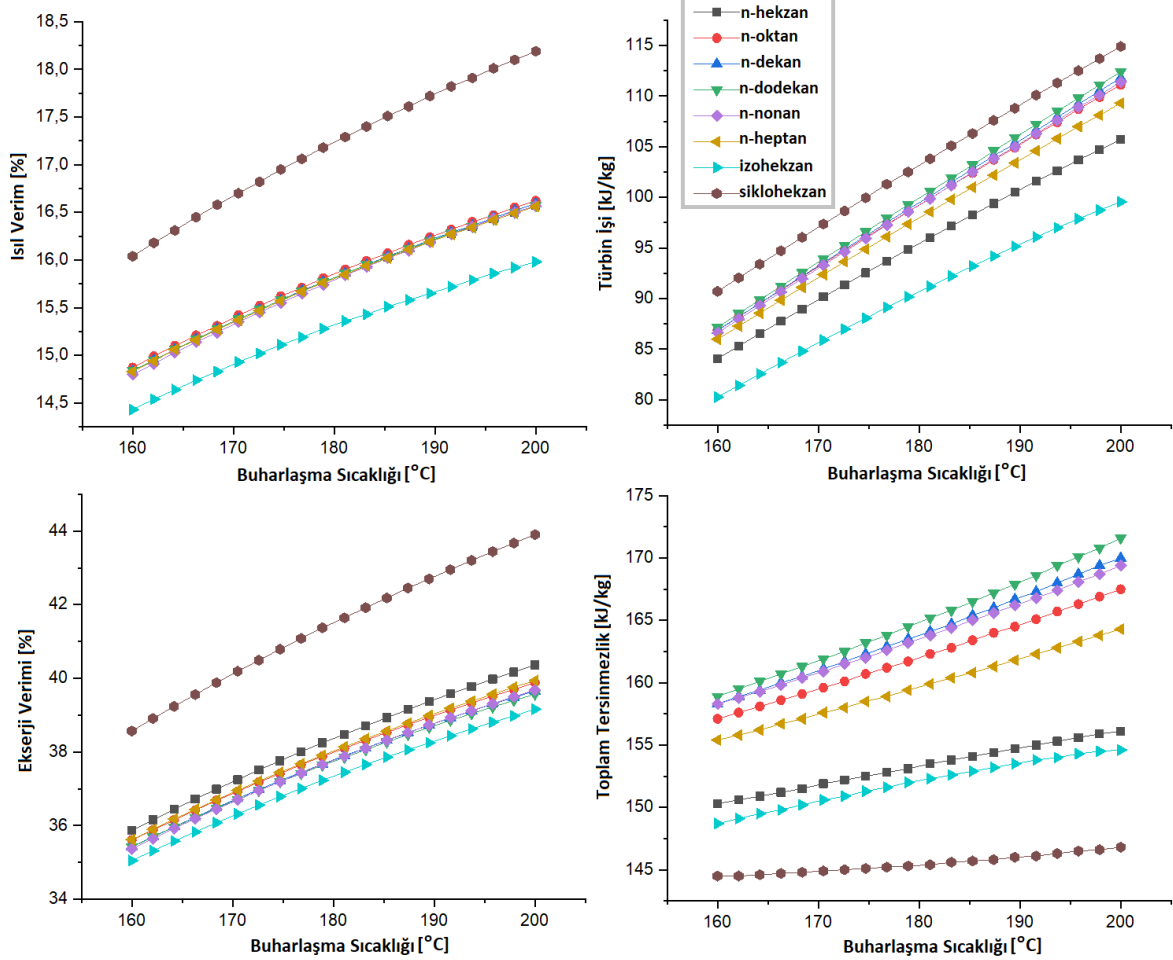 Isıl Verim [%]
18,5
18,0
17,5
17,0
16,5
16,0
15,5
15,0
14,5
160 170 180 190 200
Buharlaşma Sıcaklığı [°C]
n-hekzan
n-oktan
n-dekan
n-dodekan
n-nonan
n-heptan
izohekzan
siklohekzan
Türbin İşi [kJ/kg]
115
110
105
100
95
90
85
80
160 170 180 190 200
Buharlaşma Sıcaklığı [°C]
Ekserji Verimi [%]
44
42
40
38
36
34
160 170 180 190 200
Buharlaşma Sıcaklığı [°C]
Toplam Tersinmezlik [kJ/kg]
175
170
165
160
155
150
145
160 170 180 190 200
Buharlaşma Sıcaklığı [°C]